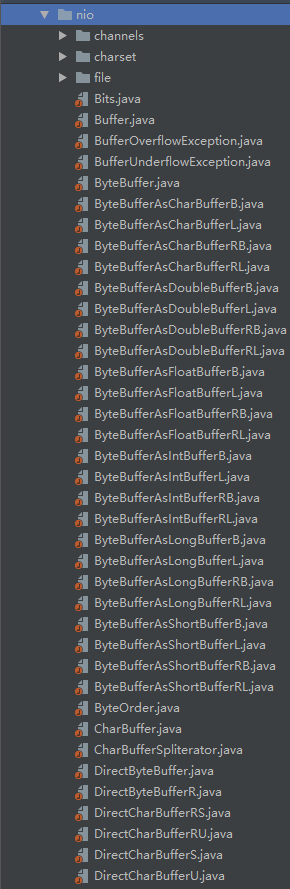 nio
channels
charset
file
Bits.java
Buffer.java
BufferOverflowException.java
BufferUnderflowException.java
ByteBuffer.java
ByteBufferAsCharBufferB.java
ByteBufferAsCharBufferL.java
ByteBufferAsCharBufferRB.java
ByteBufferAsCharBufferRL.java
ByteBufferAsDoubleBufferB.java
ByteBufferAsDoubleBufferL.java
ByteBufferAsDoubleBufferRB.java
ByteBufferAsDoubleBufferRL.java
ByteBufferAsFloatBufferB.java
ByteBufferAsFloatBufferL.java
ByteBufferAsFloatBufferRB.java
ByteBufferAsFloatBufferRL.java
ByteBufferAsIntBufferB.java
ByteBufferAsIntBufferL.java
ByteBufferAsIntBufferRB.java
ByteBufferAsIntBufferRL.java
ByteBufferAsLongBufferB.java
ByteBufferAsLongBufferL.java
ByteBufferAsLongBufferRB.java
ByteBufferAsLongBufferRL.java
ByteBufferAsShortBufferB.java
ByteBufferAsShortBufferL.java
ByteBufferAsShortBufferRB.java
ByteBufferAsShortBufferRL.java
ByteOrder.java
CharBuffer.java
CharBufferSpliterator.java
DirectByteBuffer.java
DirectByteBufferR.java
DirectCharBufferRS.java
DirectCharBufferRU.java
DirectCharBufferS.java
DirectCharBufferU.java